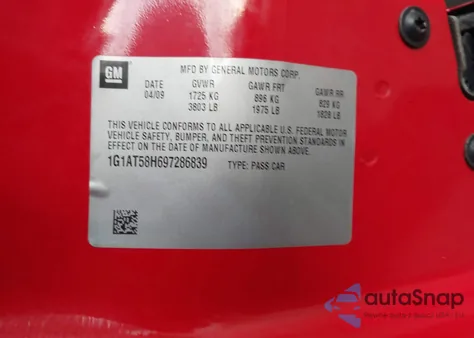 GM
MFD BY GENERAL MOTORS CORP.
DATE GVWR GAWR FRT GAWR RR
04/09 1725 KG 896 KG 829 KG
3803 LB 1975 LB 1828 LB
THIS VEHICLE CONFORMS TO ALL APPLICABLE U.S. FEDERAL MOTOR
VEHICLE SAFETY, BUMPER, AND THEFT PREVENTION STANDARDS IN
EFFECT ON THE DATE OF MANUFACTURE SHOWN ABOVE.
1G1AT58H697286839 TYPE: PASS CAR
autoSnap